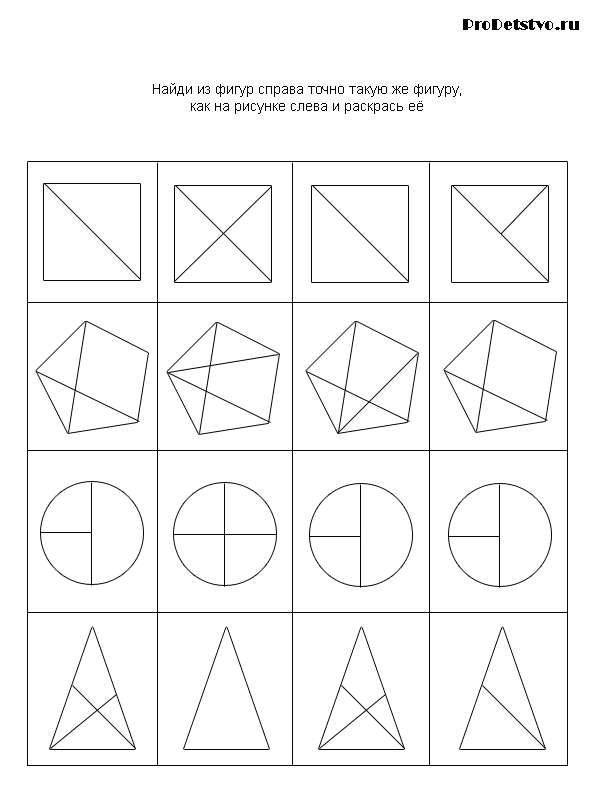 ProDetstvo.ru
Найди из фигур справа точно такую же фигуру,
как на рисунке слева и раскрась её